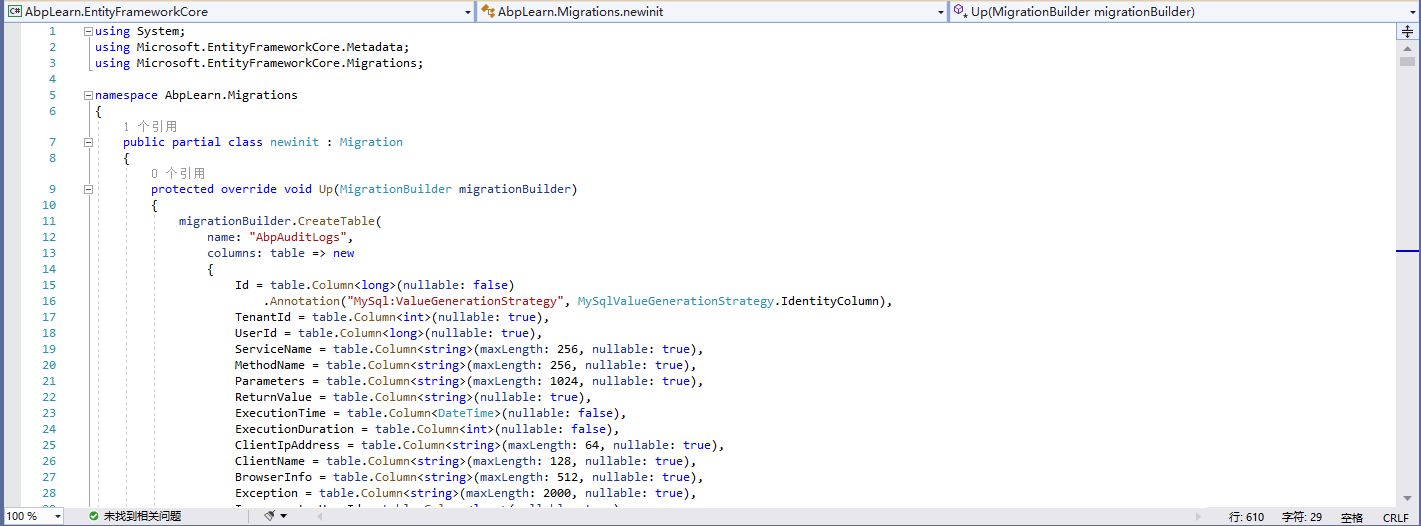 C# AbpLearn.EntityFrameworkCore AbpLearn.Migrations.newinit Up(MigrationBuilder migrationBuilder)
1 using System;
2 using Microsoft.EntityFrameworkCore.Metadata;
3 using Microsoft.EntityFrameworkCore.Migrations;
4
5 namespace AbpLearn.Migrations
6 {
1 个引用
7 public partial class newinit : Migration
8 {
0 个引用
9 protected override void Up(MigrationBuilder migrationBuilder)
10 {
11 migrationBuilder.CreateTable(
12 name: "AbpAuditLogs",
13 columns: table => new
14 {
15 Id = table.Column<long>(nullable: false)
16 .Annotation("MySql:ValueGenerationStrategy", MySqlValueGenerationStrategy.IdentityColumn),
17 TenantId = table.Column<int>(nullable: true),
18 UserId = table.Column<long>(nullable: true),
19 ServiceName = table.Column<string>(maxLength: 256, nullable: true),
20 MethodName = table.Column<string>(maxLength: 256, nullable: true),
21 Parameters = table.Column<string>(maxLength: 1024, nullable: true),
22 ReturnValue = table.Column<string>(nullable: true),
23 ExecutionTime = table.Column<DateTime>(nullable: false),
24 ExecutionDuration = table.Column<int>(nullable: false),
25 ClientIpAddress = table.Column<string>(maxLength: 64, nullable: true),
26 ClientName = table.Column<string>(maxLength: 128, nullable: true),
27 BrowserInfo = table.Column<string>(maxLength: 512, nullable: true),
28 Exception = table.Column<string>(maxLength: 2000, nullable: true),
100 % 未找到相关问题 行: 610 字符: 29 空格 CRLF